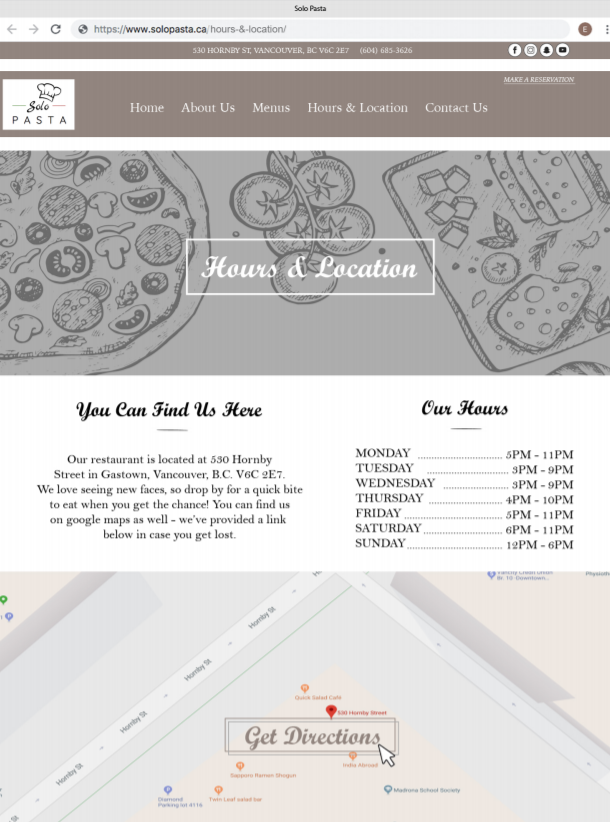 Solo Pasta
https://www.solopasta.ca/hours-&-location/
E
530 HORNBY ST, VANCOUVER, BC V6C 2E7 (604) 685-3626
MAKE A RESERVATION
Solo
PASTA
Home About Us Menus Hours & Location Contact Us
Hours & Location
You Can Find Us Here
Our restaurant is located at 530 Hornby
Street in Gastown, Vancouver, B.C. V6C 2E7.
We love seeing new faces, so drop by for a quick bite
to eat when you get the chance! You can find us
on google maps as well - we've provided a link
below in case you get lost.
Our Hours
MONDAY ........................ 5PM - 11PM
TUESDAY ..................... 3PM - 9PM
WEDNESDAY .................. 3PM - 9PM
THURSDAY ..................... 4PM - 10PM
FRIDAY ........................... 5PM - 11PM
SATURDAY ..................... 6PM - 11PM
SUNDAY .......................... 12PM - 6PM
Vancity Credit Union
Br. 10 Downtown...
Hornby St
Hornby St
Hornby St
Hornby St
Quick Salad Café
530 Hornby Street
Get Directions
India Abroad
Sapporo Ramen Shogun
Diamond
Parking lot 4116
Twin Leaf salad bar
Madrona School Society